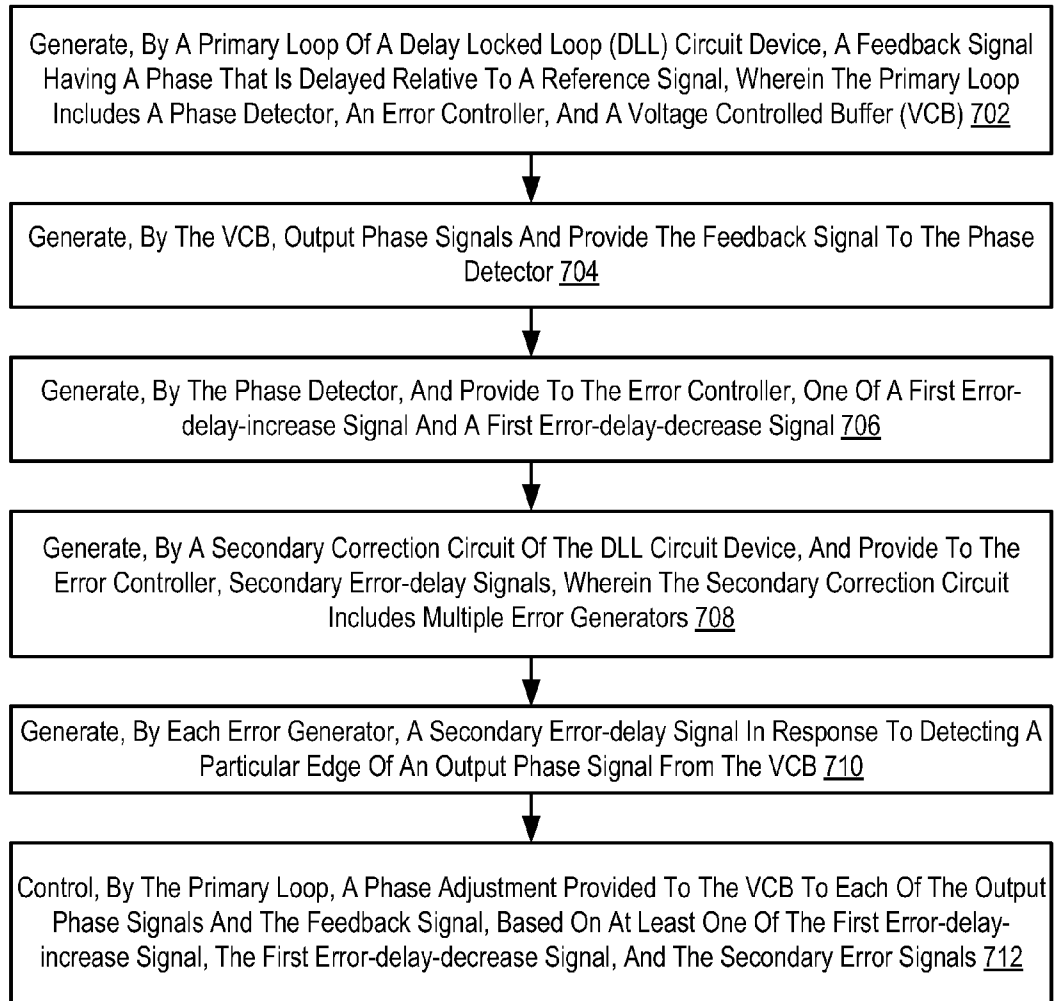 Generate, By A Primary Loop Of A Delay Locked Loop (DLL) Circuit Device, A Feedback Signal
Having A Phase That Is Delayed Relative To A Reference Signal, Wherein The Primary Loop
Includes A Phase Detector, An Error Controller, And A Voltage Controlled Buffer (VCB) 702
Generate, By The VCB, Output Phase Signals And Provide The Feedback Signal To The Phase
Detector 704
Generate, By The Phase Detector, And Provide To The Error Controller, One Of A First Error-
delay-increase Signal And A First Error-delay-decrease Signal 706
Generate, By A Secondary Correction Circuit Of The DLL Circuit Device, And Provide To The
Error Controller, Secondary Error-delay Signals, Wherein The Secondary Correction Circuit
Includes Multiple Error Generators 708
Generate, By Each Error Generator, A Secondary Error-delay Signal In Response To Detecting A
Particular Edge Of An Output Phase Signal From The VCB 710
Control, By The Primary Loop, A Phase Adjustment Provided To The VCB To Each Of The Output
Phase Signals And The Feedback Signal, Based On At Least One Of The First Error-delay-
increase Signal, The First Error-delay-decrease Signal, And The Secondary Error Signals 712